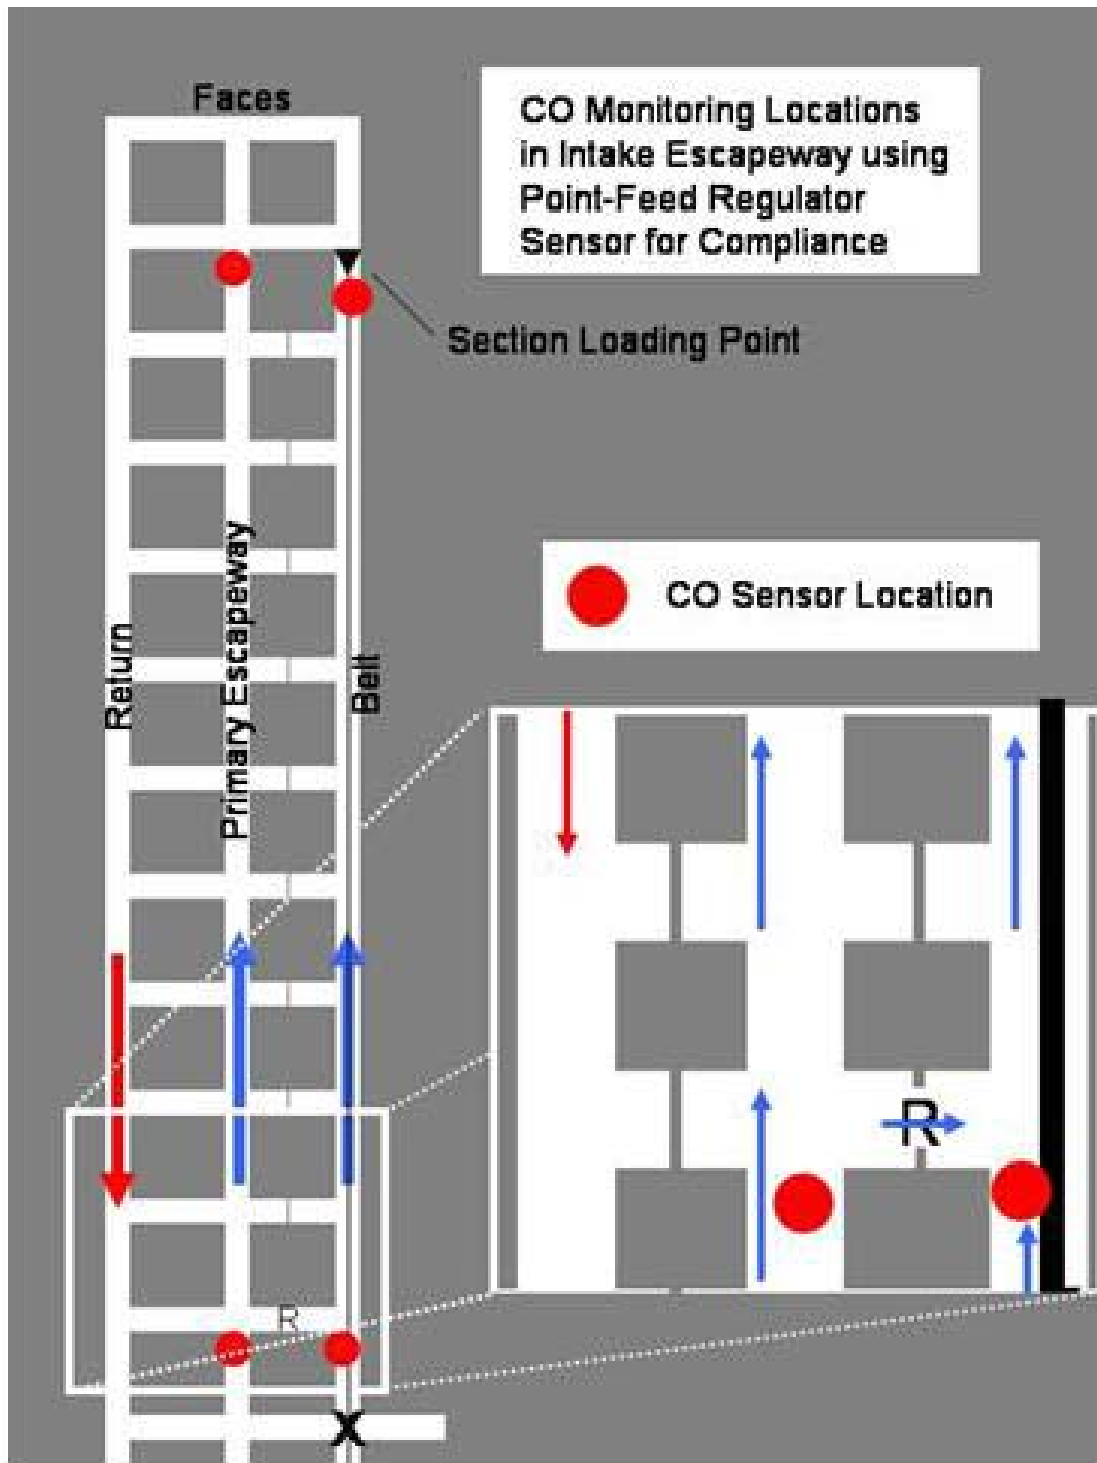 Faces
CO Monitoring Locations
in Intake Escapeway using
Point-Feed Regulator
Sensor for Compliance
Section Loading Point
CO Sensor Location
Return
Primary Escapeway
Belt
R
R
X